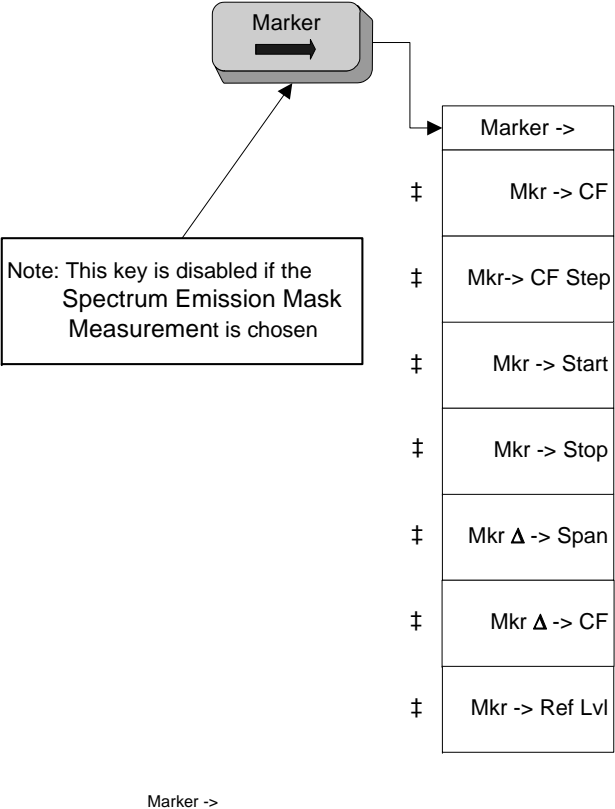 Marker
Marker ->
‡ Mkr -> CF
Note: This key is disabled if the
Spectrum Emission Mask
Measurement is chosen
‡ Mkr-> CF Step
‡ Mkr -> Start
‡ Mkr -> Stop
‡ Mkr Δ -> Span
‡ Mkr Δ -> CF
‡ Mkr -> Ref Lvl
Marker ->